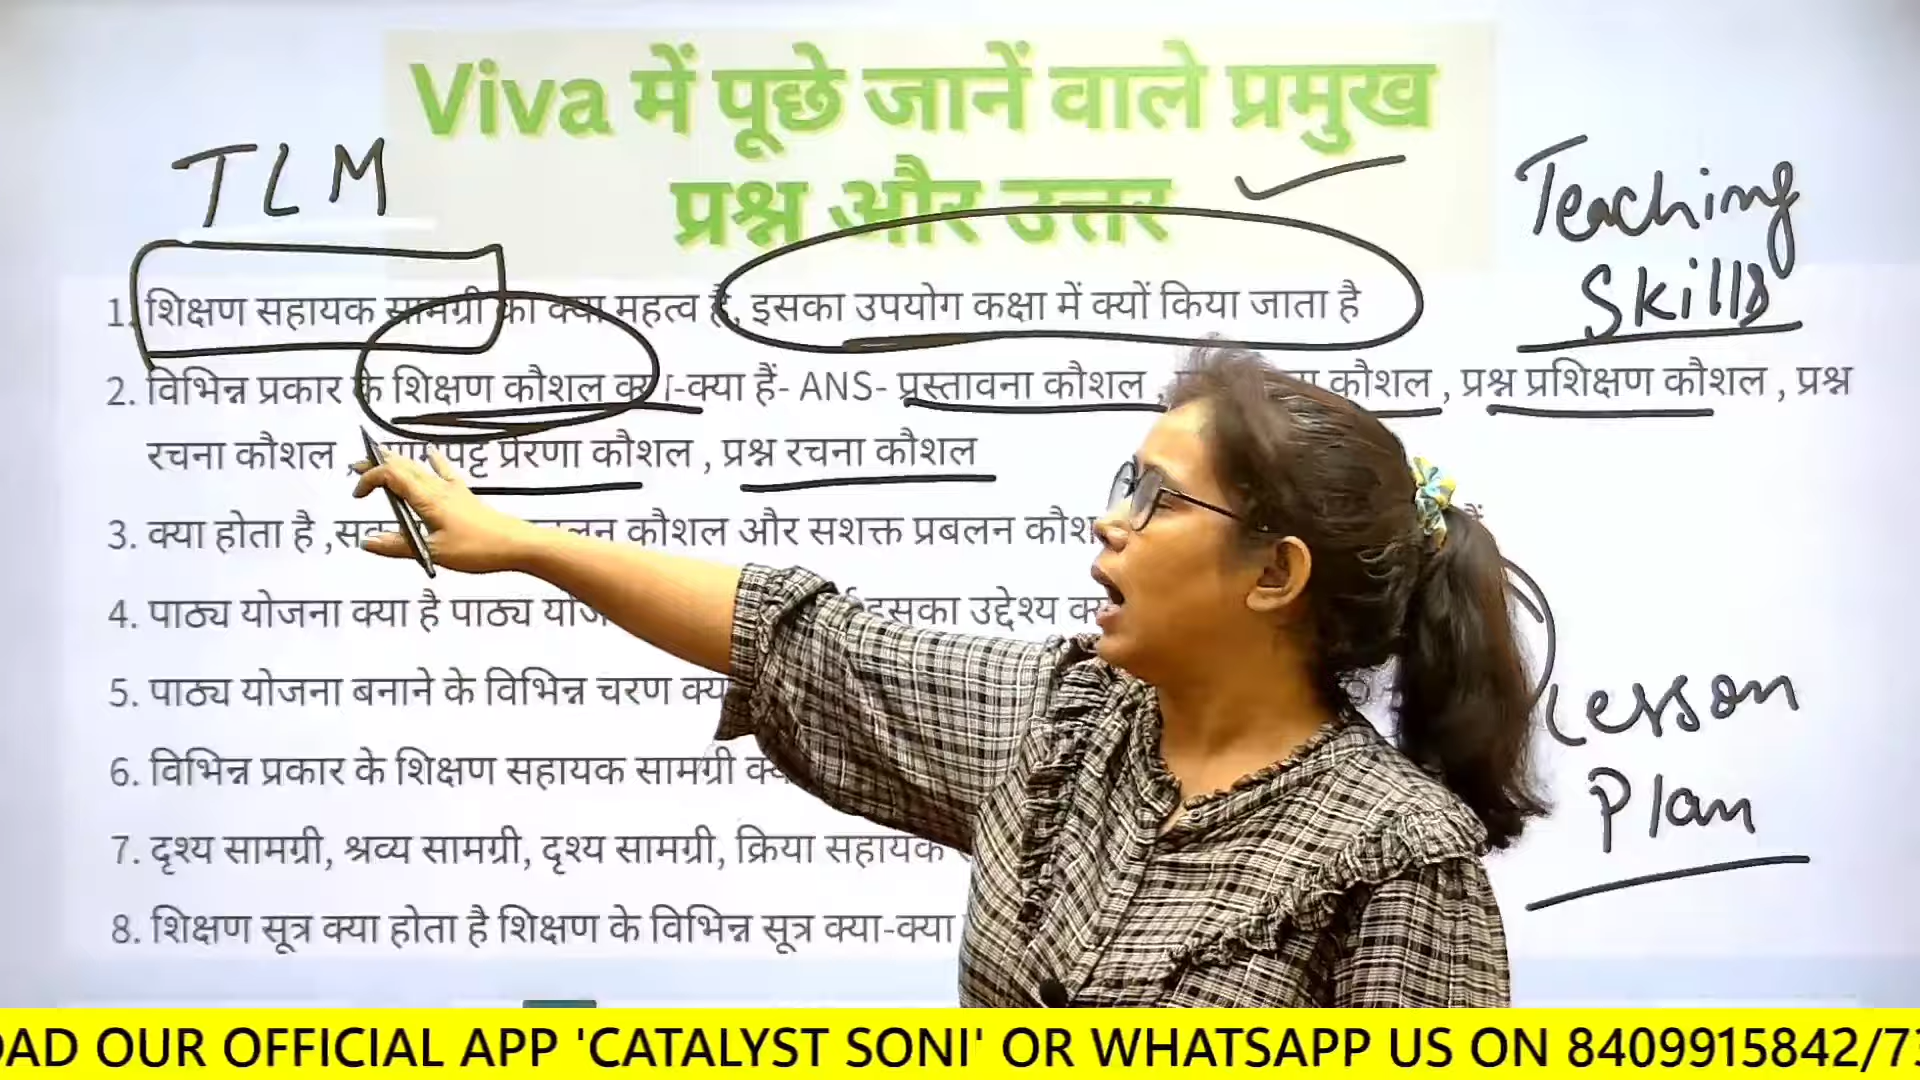 Viva में पूछे जानें वाले प्रमुख
प्रश्न और उत्तर
TLM
Teaching
Skills
1. शिक्षण सहायक सामग्री का क्या महत्व है, इसका उपयोग कक्षा में क्यों किया जाता है
2. विभिन्न प्रकार के शिक्षण कौशल क्या-क्या हैं- ANS- प्रस्तावना कौशल , कौशल , प्रश्न प्रशिक्षण कौशल , प्रश्न
रचना कौशल , प्रेरणा कौशल , प्रश्न रचना कौशल
3. क्या होता है , कौशल और सशक्त प्रबलन
4. पाठ्य योजना क्या है पाठ्य इसका उद्देश्य
5. पाठ्य योजना बनाने के विभिन्न चरण
6. विभिन्न प्रकार के शिक्षण सहायक सामग्री
7. दृश्य सामग्री, श्रव्य सामग्री, दृश्य सामग्री, क्रिया सहायक
8. शिक्षण सूत्र क्या होता है शिक्षण के विभिन्न सूत्र क्या-क्या
Lesson
Plan
OUR OFFICIAL APP 'CATALYST SONI' OR WHATSAPP US ON 8409915842/